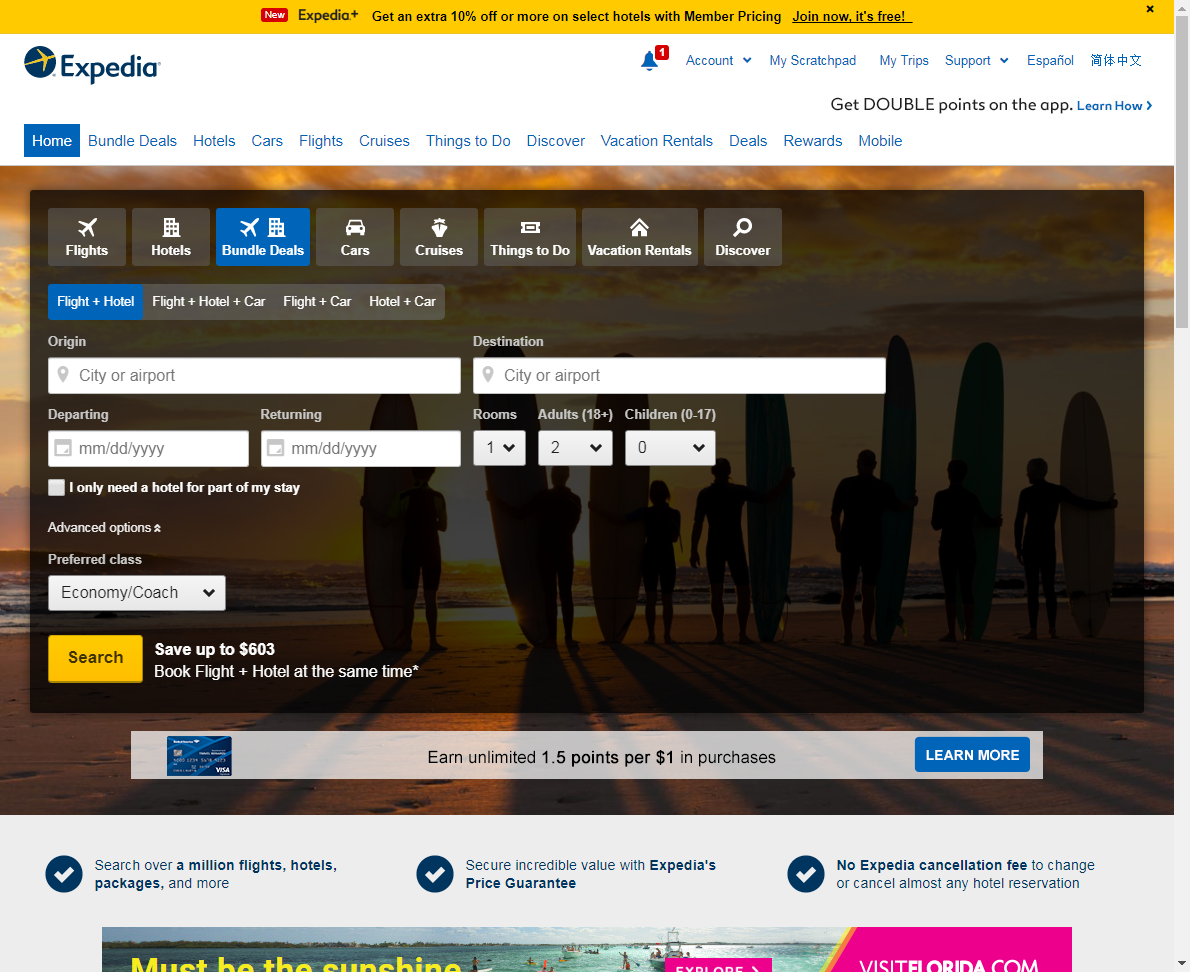 New Expedia+ Get an extra 10% off or more on select hotels with Member Pricing Join now, it's free!
Expedia
1 Account My Scratchpad My Trips Support Español 简体中文
Get DOUBLE points on the app. Learn How
Home Bundle Deals Hotels Cars Flights Cruises Things to Do Discover Vacation Rentals Deals Rewards Mobile
Flights Hotels Bundle Deals Cars Cruises Things to Do Vacation Rentals Discover
Flight + Hotel Flight + Hotel + Car Flight + Car Hotel + Car
Origin Destination
City or airport City or airport
Departing Returning Rooms Adults (18+) Children (0-17)
mm/dd/yyyy mm/dd/yyyy 1 2 0
I only need a hotel for part of my stay
Advanced options
Preferred class
Economy/Coach
Search
Save up to $603
Book Flight + Hotel at the same time*
VISA
Earn unlimited 1.5 points per $1 in purchases
LEARN MORE
Search over a million flights, hotels,
packages, and more
Secure incredible value with Expedia's
Price Guarantee
No Expedia cancellation fee to change
or cancel almost any hotel reservation
Must be the sunshine
EXPLORE
VISITFLORIDA.COM